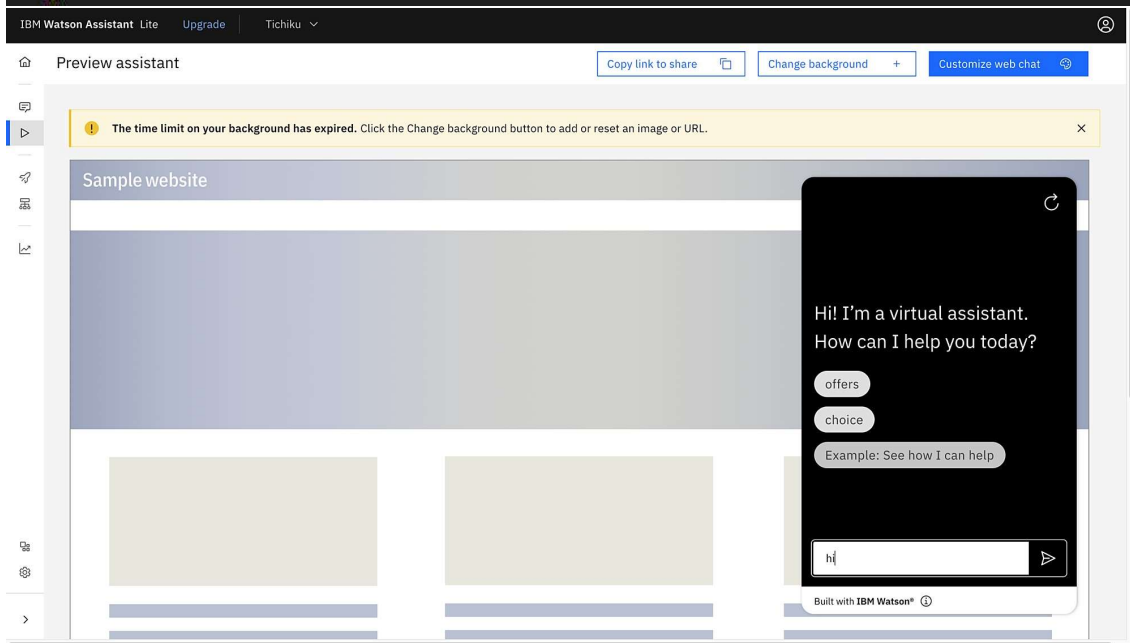 IBM Watson Assistant Lite Upgrade Tichiku
Preview assistant
Copy link to share
Change background +
Customize web chat
The time limit on your background has expired. Click the Change background button to add or reset an image or URL.
Sample website
Hi! I'm a virtual assistant.
How can I help you today?
offers
choice
Example: See how I can help
hi
Built with IBM Watson®